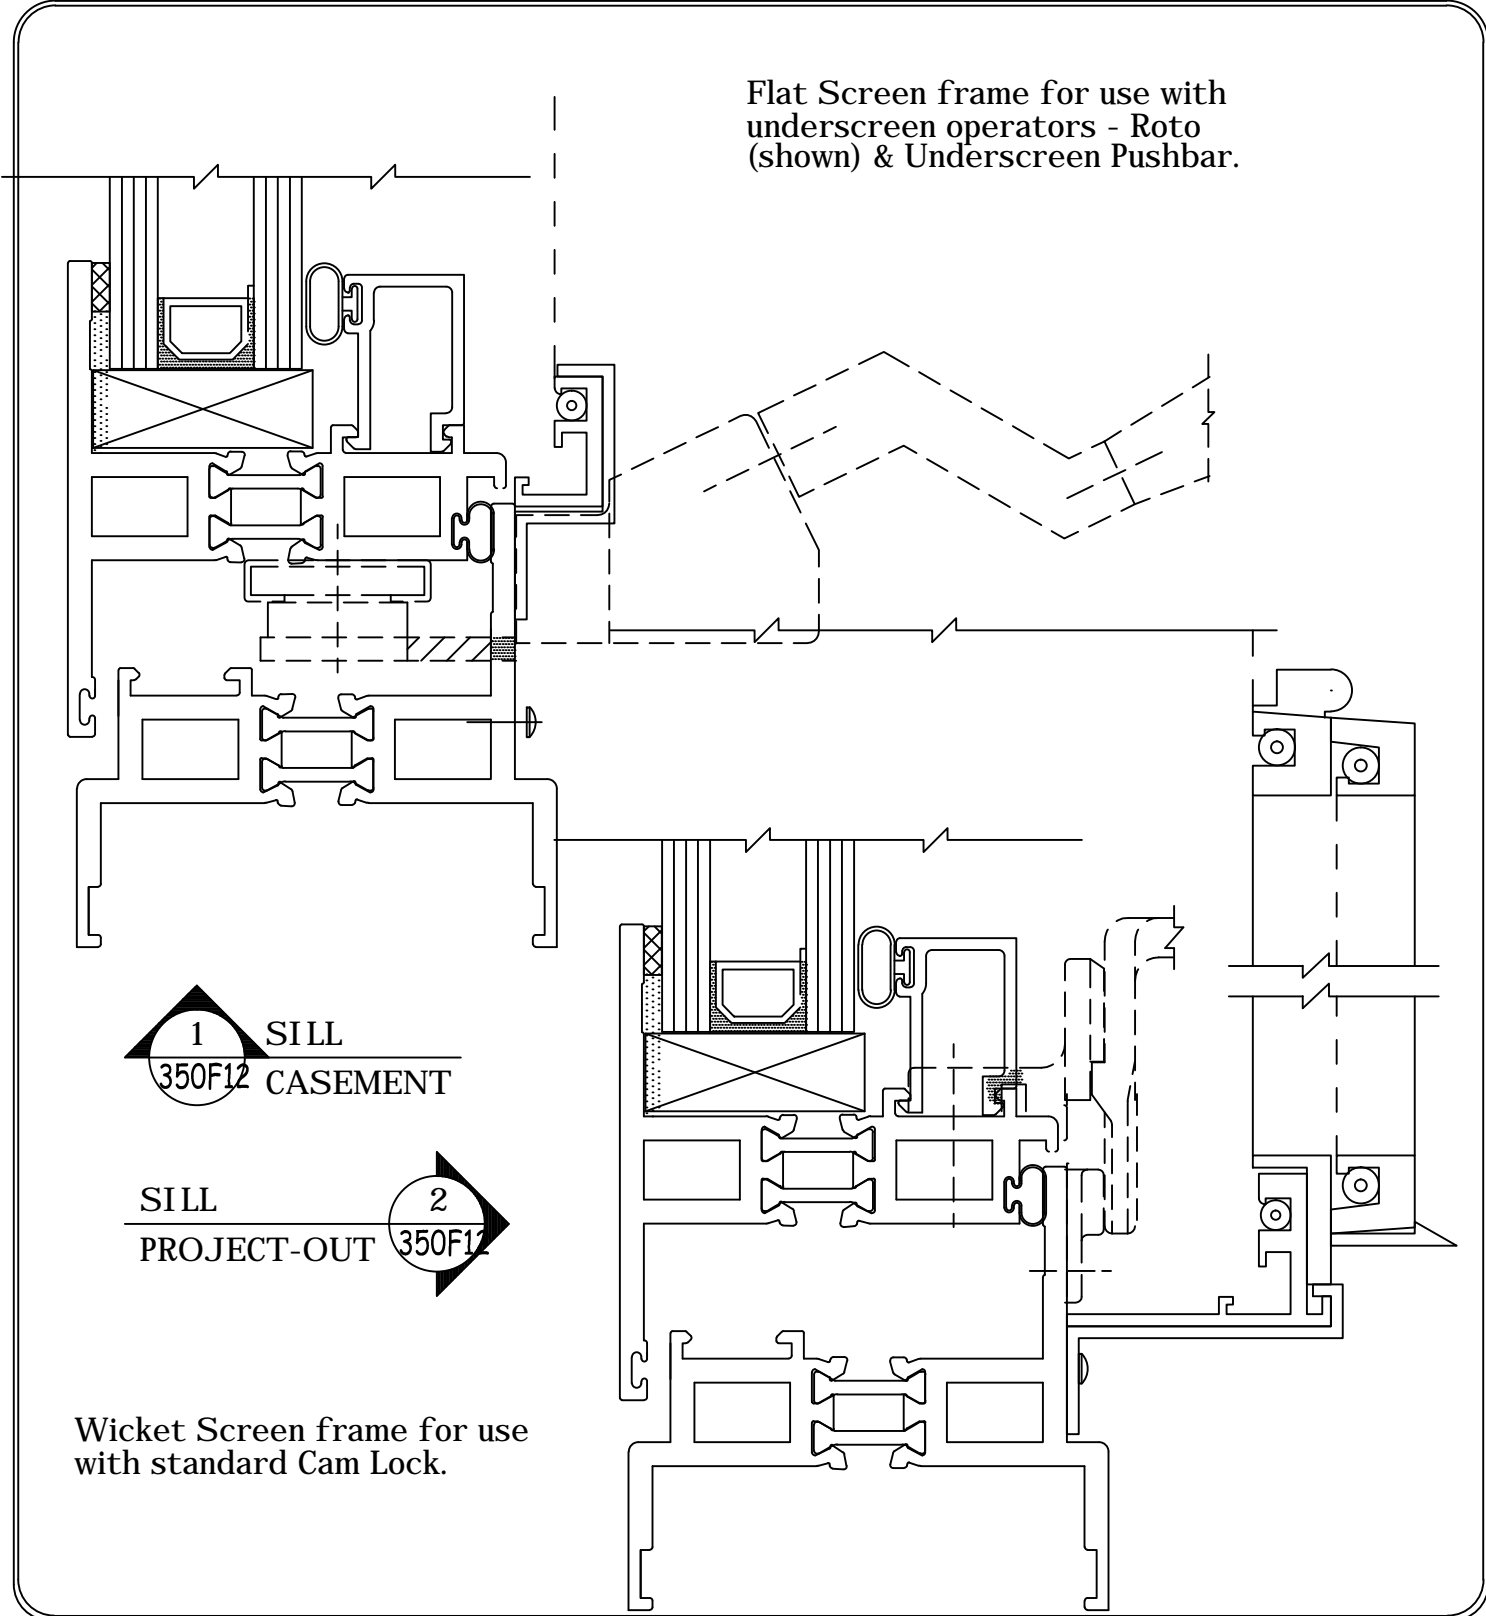 Flat Screen frame for use with
underscreen operators - Roto
(shown) & Underscreen Pushbar.
1 SILL
350F12 CASEMENT
SILL 2
PROJECT-OUT 350F12
Wicket Screen frame for use
with standard Cam Lock.